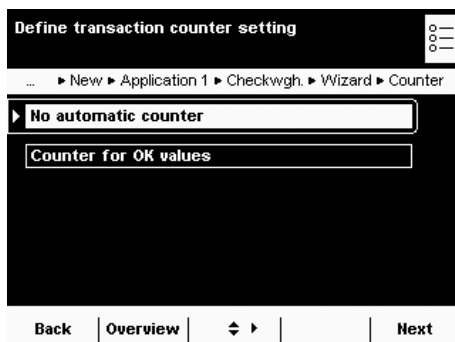 Define transaction counter setting
... ▸ New ▸ Application 1 ▸ Checkwgh. ▸ Wizard ▸ Counter
No automatic counter
Counter for OK values
Back Overview Next